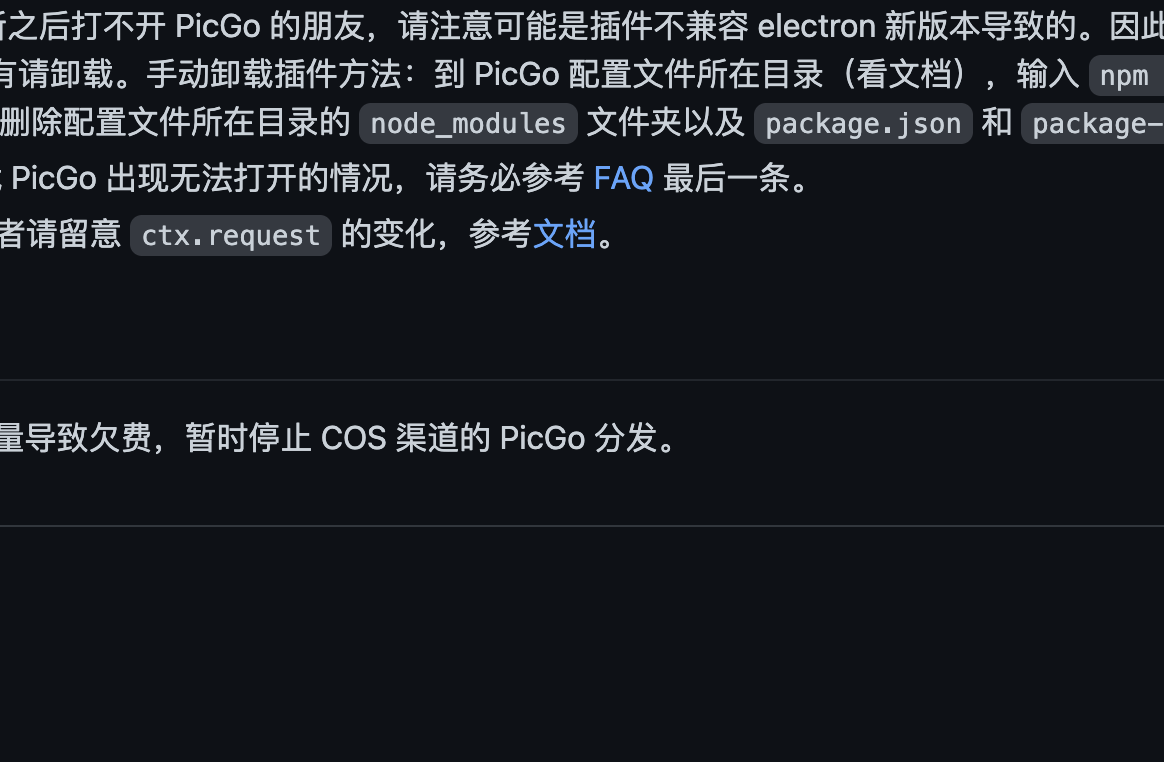 之后打不开 PicGo 的朋友，请注意可能是插件不兼容 electron 新版本导致的。因此
有请卸载。手动卸载插件方法：到 PicGo 配置文件所在目录（看文档），输入 npm
删除配置文件所在目录的 node_modules 文件夹以及 package.json 和 package-
PicGo 出现无法打开的情况，请务必参考 FAQ 最后一条。
者请留意 ctx.request 的变化，参考文档。
量导致欠费，暂时停止 COS 渠道的 PicGo 分发。